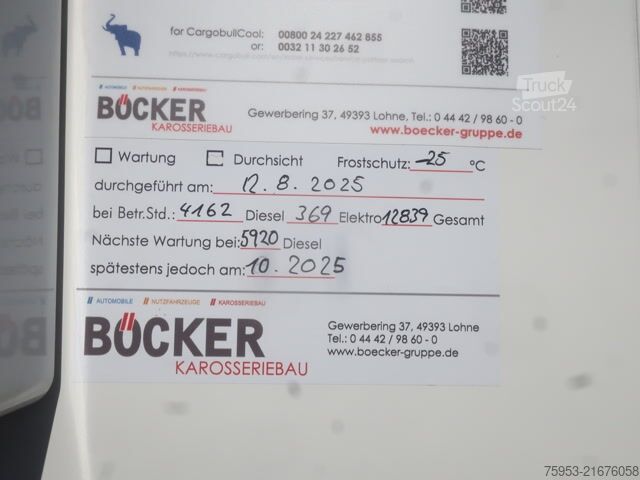 for CargobullCool: 00800 24 227 462 855
or: 0032 11 30 26 52
Truck
Scout24
AUTOMOBILE NUTZFAHRZEUGE KAROSSERIEBAU
BÖCKER
KAROSSERIEBAU
Gewerbering 37, 49393 Lohne, Tel.: 0 44 42 / 98 60 - 0
www.boecker-gruppe.de
Wartung Durchsicht Frostschutz: -25 °C
durchgeführt am: 12.8.2025
bei Betr.Std.: 4162 Diesel 369 Elektro 12839 Gesamt
Nächste Wartung bei: 5920 Diesel
spätestens jedoch am: 10.2025
AUTOMOBILE NUTZFAHRZEUGE KAROSSERIEBAU
BÖCKER
KAROSSERIEBAU
Gewerbering 37, 49393 Lohne
Tel.: 0 44 42 / 98 60 - 0
www.boecker-gruppe.de
75953-21676058